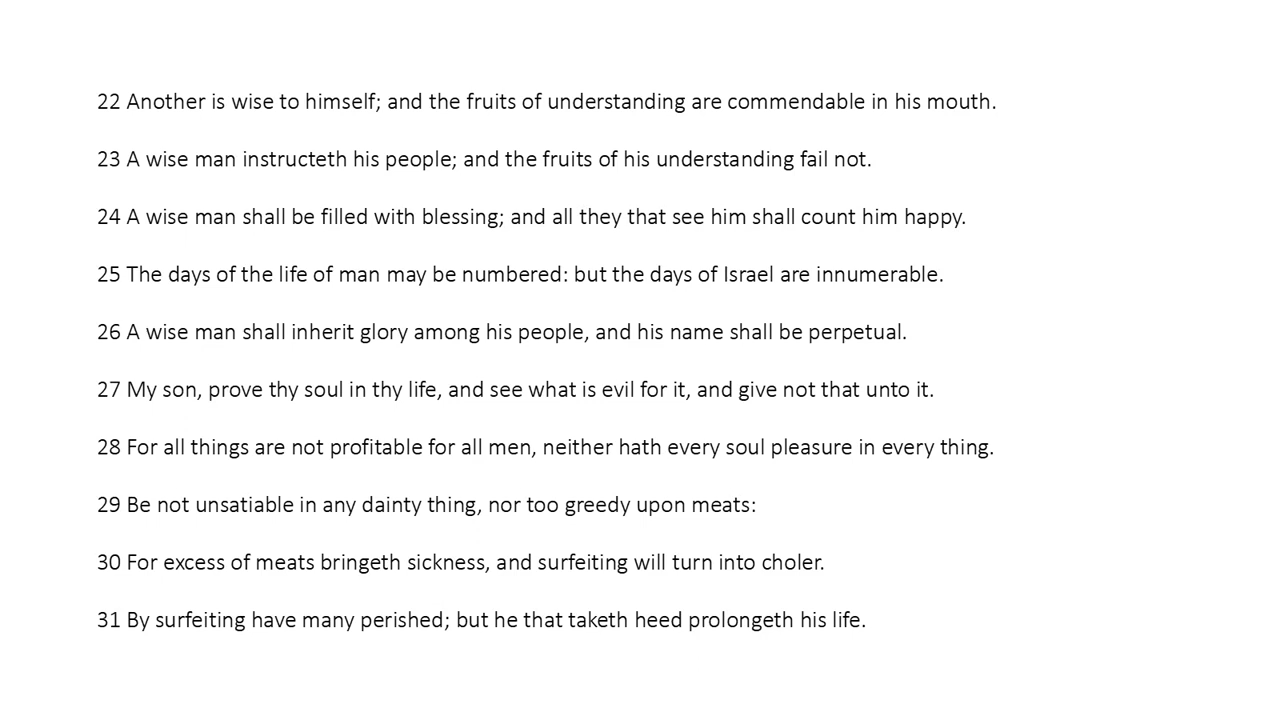 22 Another is wise to himself; and the fruits of understanding are commendable in his mouth.
23 A wise man instructeth his people; and the fruits of his understanding fail not.
24 A wise man shall be filled with blessing; and all they that see him shall count him happy.
25 The days of the life of man may be numbered: but the days of Israel are innumerable.
26 A wise man shall inherit glory among his people, and his name shall be perpetual.
27 My son, prove thy soul in thy life, and see what is evil for it, and give not that unto it.
28 For all things are not profitable for all men, neither hath every soul pleasure in every thing.
29 Be not unsatiable in any dainty thing, nor too greedy upon meats:
30 For excess of meats bringeth sickness, and surfeiting will turn into choler.
31 By surfeiting have many perished; but he that taketh heed prolongeth his life.